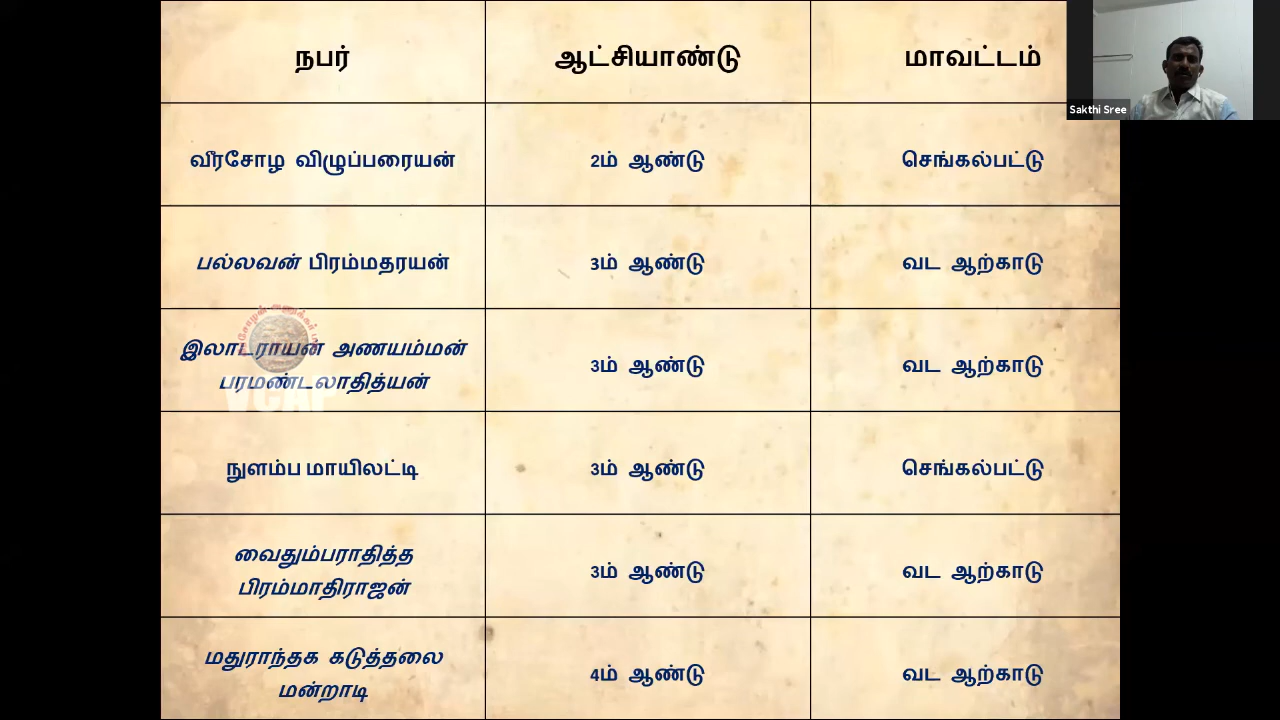 நபர் ஆட்சியாண்டு மாவட்டம்
Sakthi Sree
வீரசோழ விழுப்பரையன் 2ம் ஆண்டு செங்கல்பட்டு
பல்லவன் பிரம்மதரயன் 3ம் ஆண்டு வட ஆற்காடு
இலாடராயன் அணயம்மன்
பரமண்டலாதித்யன் 3ம் ஆண்டு வட ஆற்காடு
VCAP
நுளம்ப மாயிலட்டி 3ம் ஆண்டு செங்கல்பட்டு
வைதும்பராதித்த
பிரம்மாதிராஜன் 3ம் ஆண்டு வட ஆற்காடு
மதுராந்தக கடுத்தலை
மன்றாடி 4ம் ஆண்டு வட ஆற்காடு